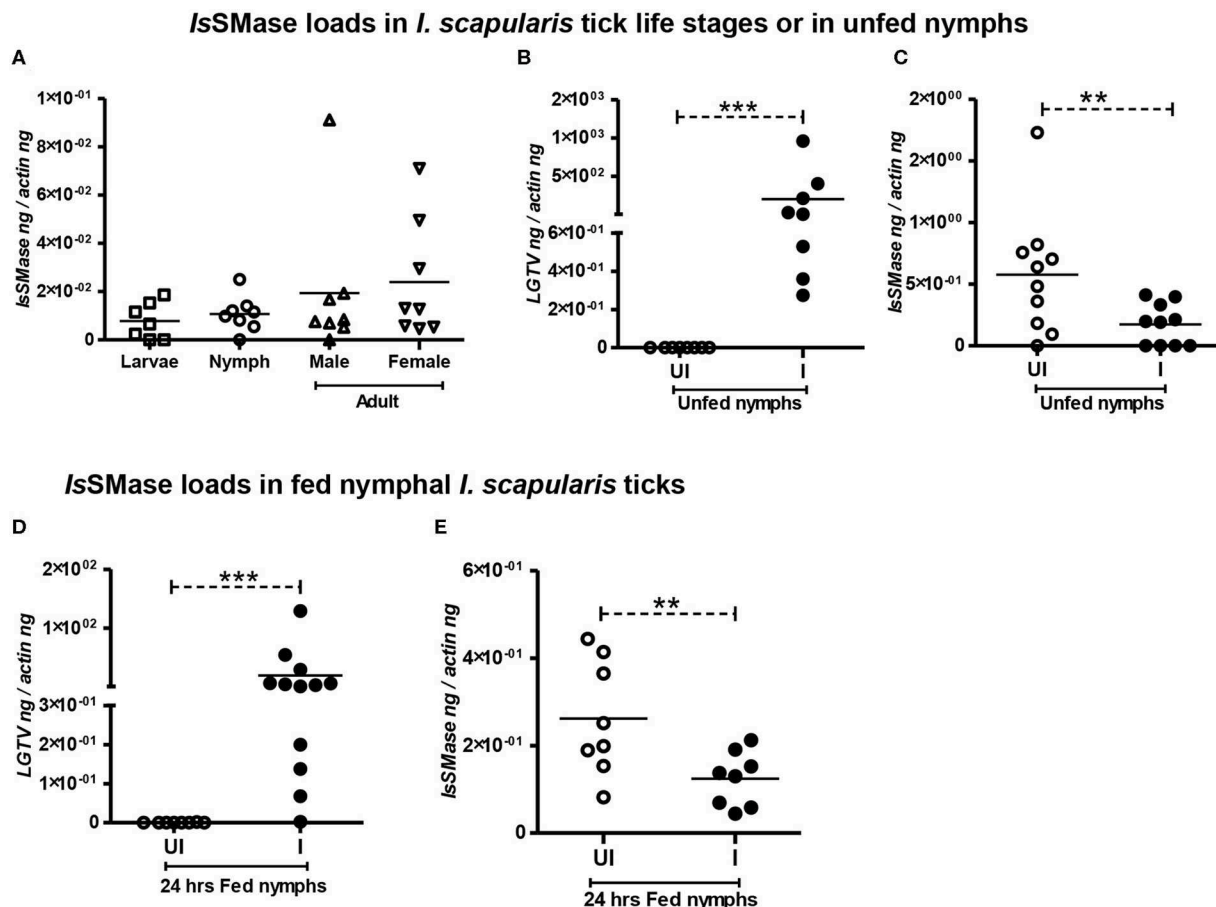 IsSMase loads in I. scapularis tick life stages or in unfed nymphs
A
IsSMase ng / actin ng
1×10⁻⁰¹
8×10⁻⁰²
6×10⁻⁰²
4×10⁻⁰²
2×10⁻⁰²
0
Larvae Nymph Male Female
Adult
B
LGTV ng / actin ng
2×10⁰³
1×10⁰³
5×10⁰²
6×10⁻⁰¹
4×10⁻⁰¹
2×10⁻⁰¹
0
***
UI I
Unfed nymphs
C
IsSMase ng / actin ng
2×10⁰⁰
2×10⁰⁰
1×10⁰⁰
5×10⁻⁰¹
0
**
UI I
Unfed nymphs
IsSMase loads in fed nymphal I. scapularis ticks
D
LGTV ng / actin ng
2×10⁰²
1×10⁰²
3×10⁻⁰¹
2×10⁻⁰¹
1×10⁻⁰¹
0
***
UI I
24 hrs Fed nymphs
E
IsSMase ng / actin ng
6×10⁻⁰¹
4×10⁻⁰¹
2×10⁻⁰¹
0
**
UI I
24 hrs Fed nymphs